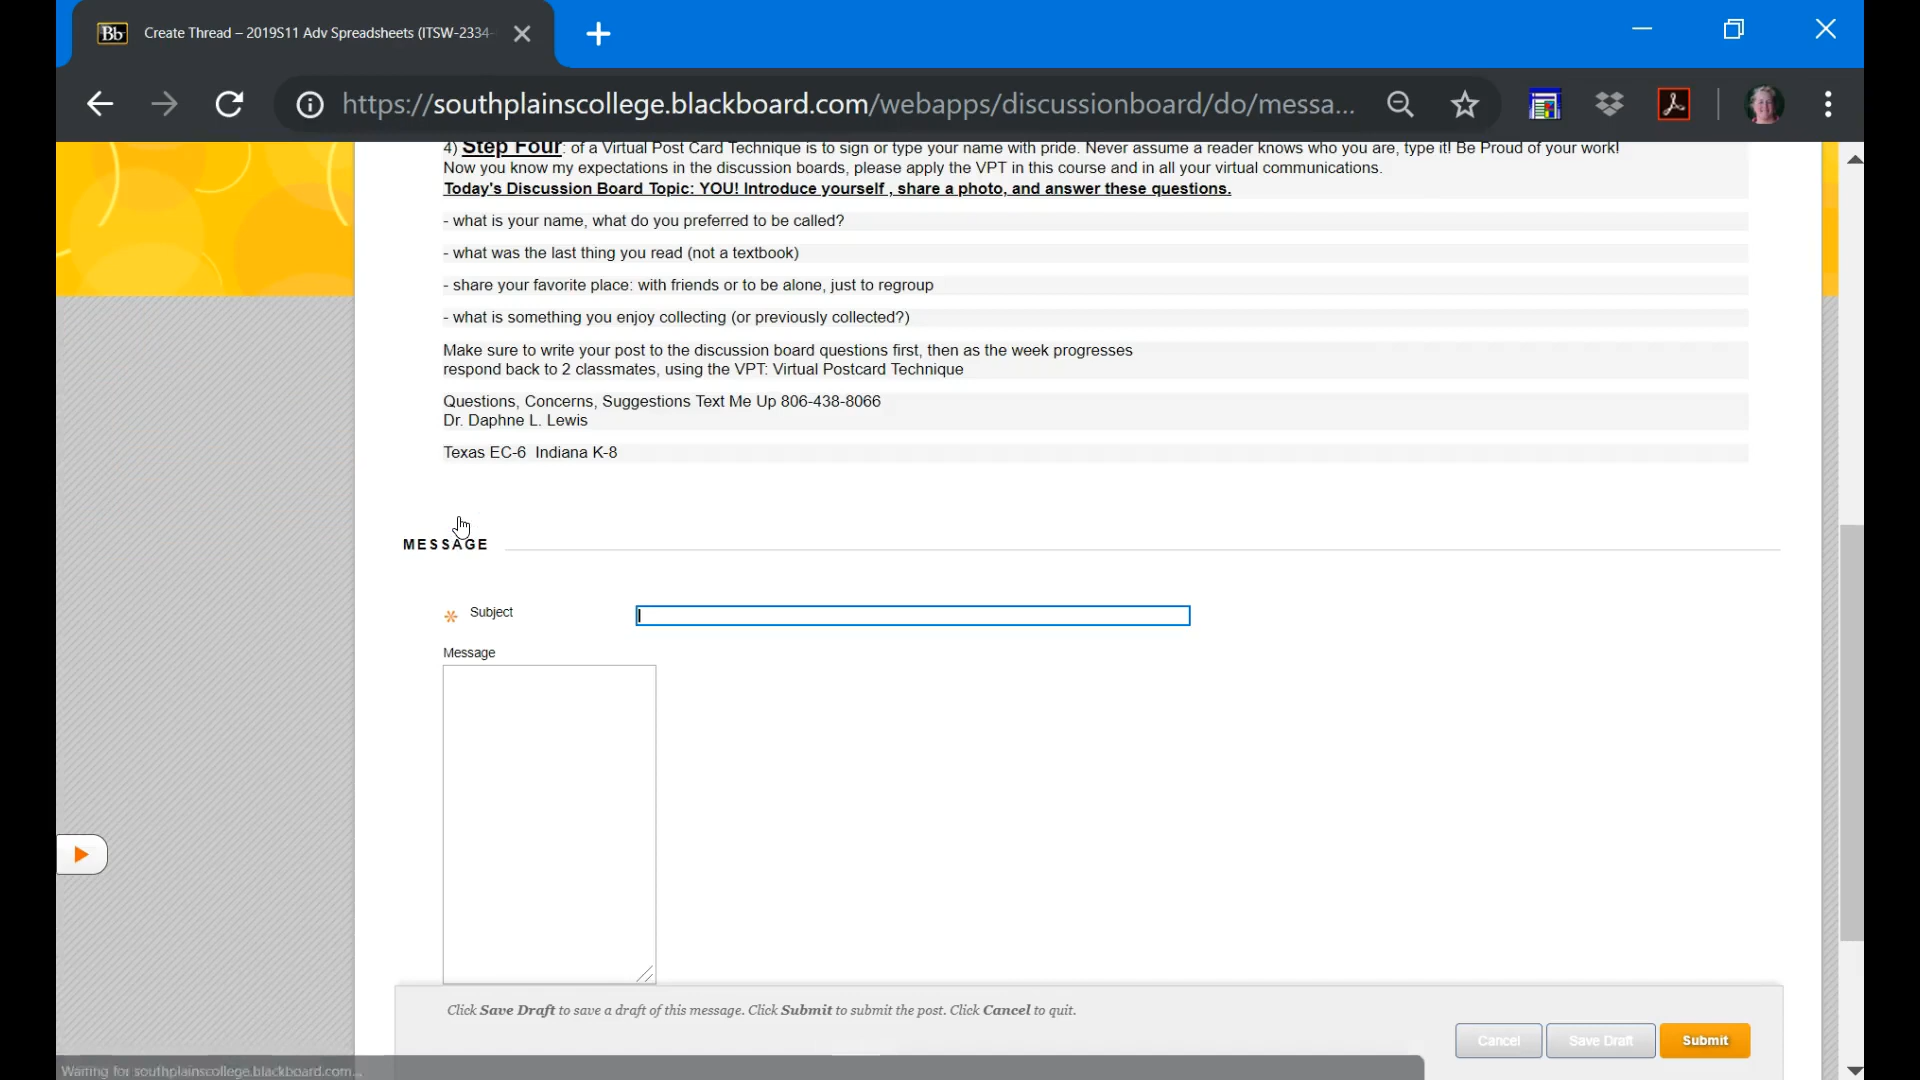 Bb Create Thread – 2019S11 Adv Spreadsheets (ITSW-2334-
https://southplainscollege.blackboard.com/webapps/discussionboard/do/messa...
4) Step Four: of a Virtual Post Card Technique is to sign or type your name with pride. Never assume a reader knows who you are, type it! Be Proud of your work!
Now you know my expectations in the discussion boards, please apply the VPT in this course and in all your virtual communications.
Today's Discussion Board Topic: YOU! Introduce yourself , share a photo, and answer these questions.
- what is your name, what do you preferred to be called?
- what was the last thing you read (not a textbook)
- share your favorite place: with friends or to be alone, just to regroup
- what is something you enjoy collecting (or previously collected?)
Make sure to write your post to the discussion board questions first, then as the week progresses
respond back to 2 classmates, using the VPT: Virtual Postcard Technique
Questions, Concerns, Suggestions Text Me Up 806-438-8066
Dr. Daphne L. Lewis
Texas EC-6 Indiana K-8
MESSAGE
Subject
Message
Click Save Draft to save a draft of this message. Click Submit to submit the post. Click Cancel to quit.
Cancel Save Draft Submit
Waiting for southplainscollege.blackboard.com...